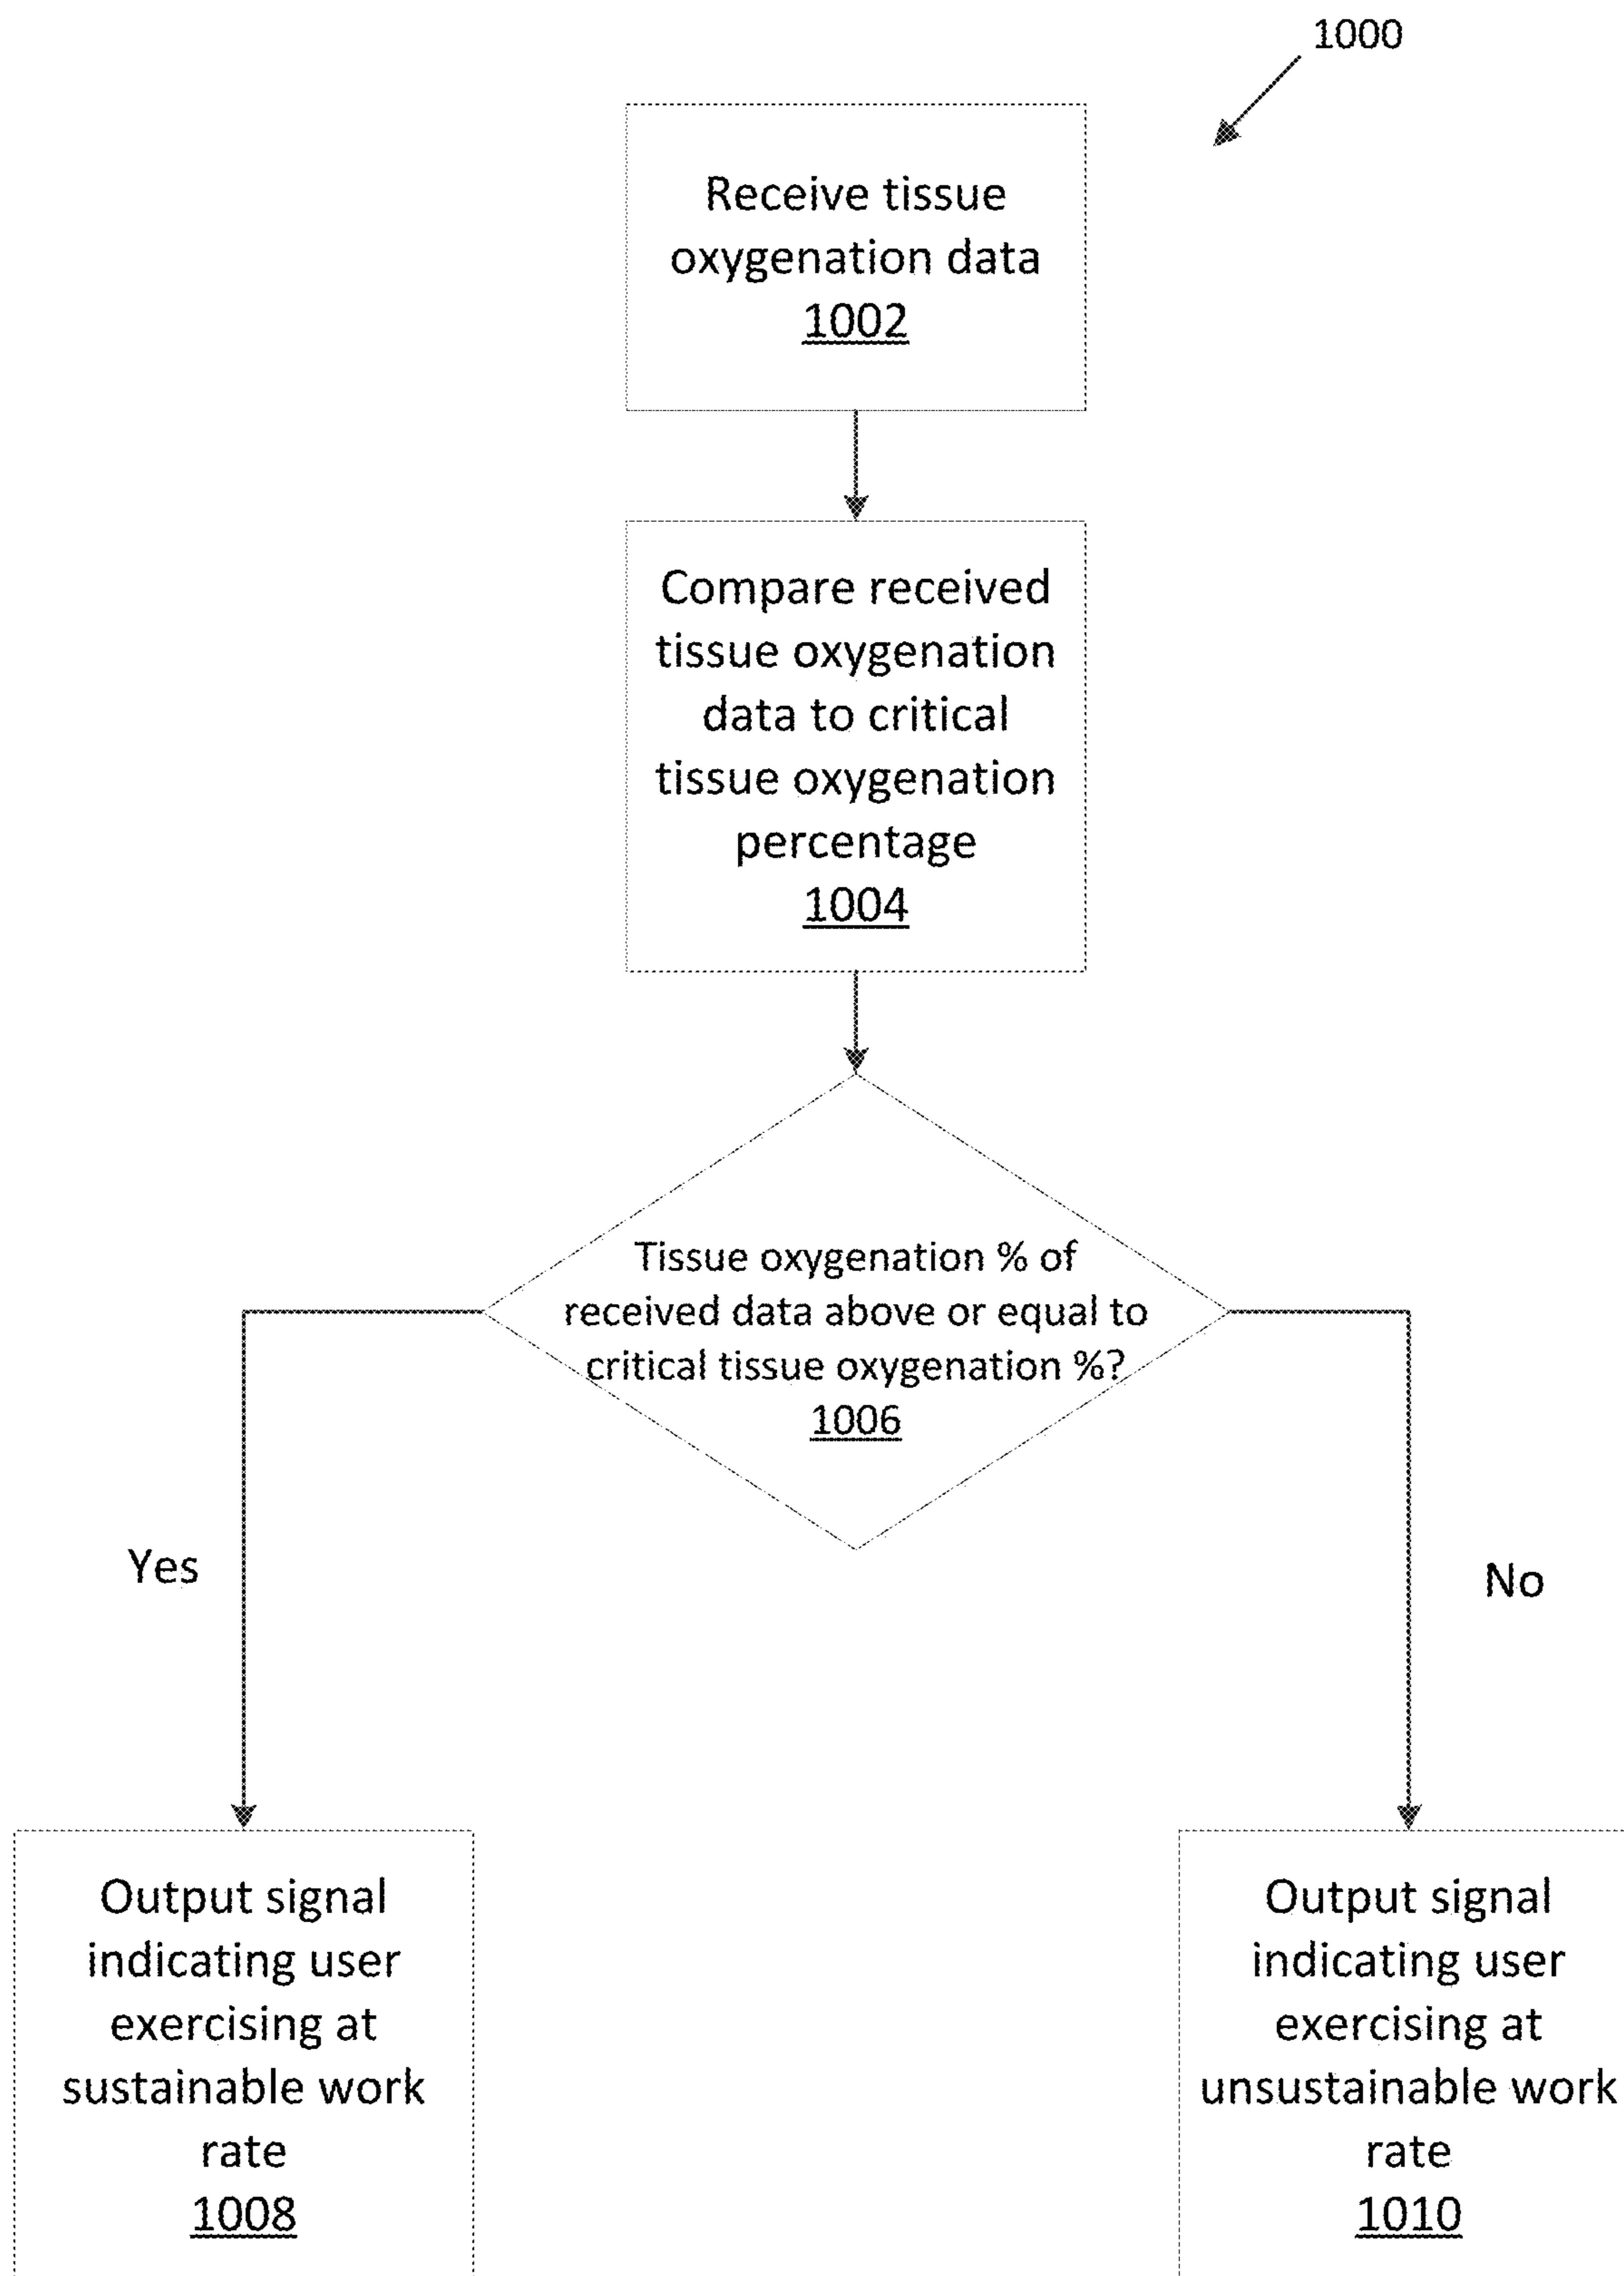 1000
Receive tissue
oxygenation data
1002
Compare received
tissue oxygenation
data to critical
tissue oxygenation
percentage
1004
Tissue oxygenation % of
received data above or equal to
critical tissue oxygenation %?
1006
Yes
No
Output signal
indicating user
exercising at
sustainable work
rate
1008
Output signal
indicating user
exercising at
unsustainable work
rate
1010